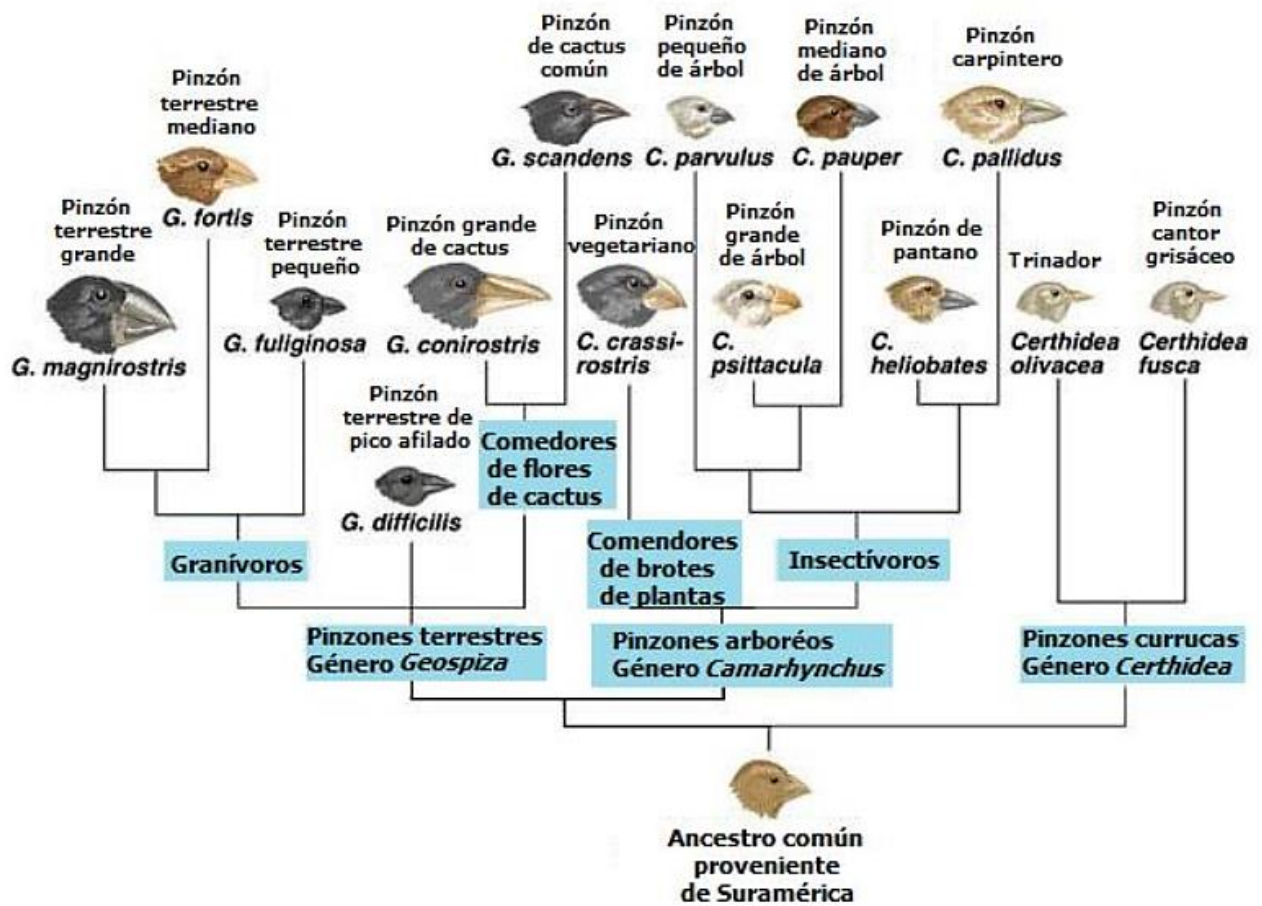 Pinzón
de cactus
común
G. scandens
Pinzón
pequeño
de árbol
C. parvulus
Pinzón
mediano
de árbol
C. pauper
Pinzón
carpintero
C. pallidus
Pinzón
terrestre
mediano
G. fortis
Pinzón
terrestre
grande
G. magnirostris
Pinzón
terrestre
pequeño
G. fuliginosa
Pinzón grande
de cactus
G. conirostris
Pinzón
vegetariano
C. crassi-
rostris
Pinzón
grande
de árbol
C.
psittacula
Pinzón de
pantano
C.
heliobates
Trinador
Certhidea
olivacea
Pinzón
cantor
grisáceo
Certhidea
fusca
Pinzón
terrestre de
pico afilado
G. difficilis
Comedores
de flores
de cactus
Granívoros
Comendores
de brotes
de plantas
Insectívoros
Pinzones terrestres
Género Geospiza
Pinzones arboréos
Género Camarhynchus
Pinzones currucas
Género Certhidea
Ancestro común
proveniente
de Suramérica